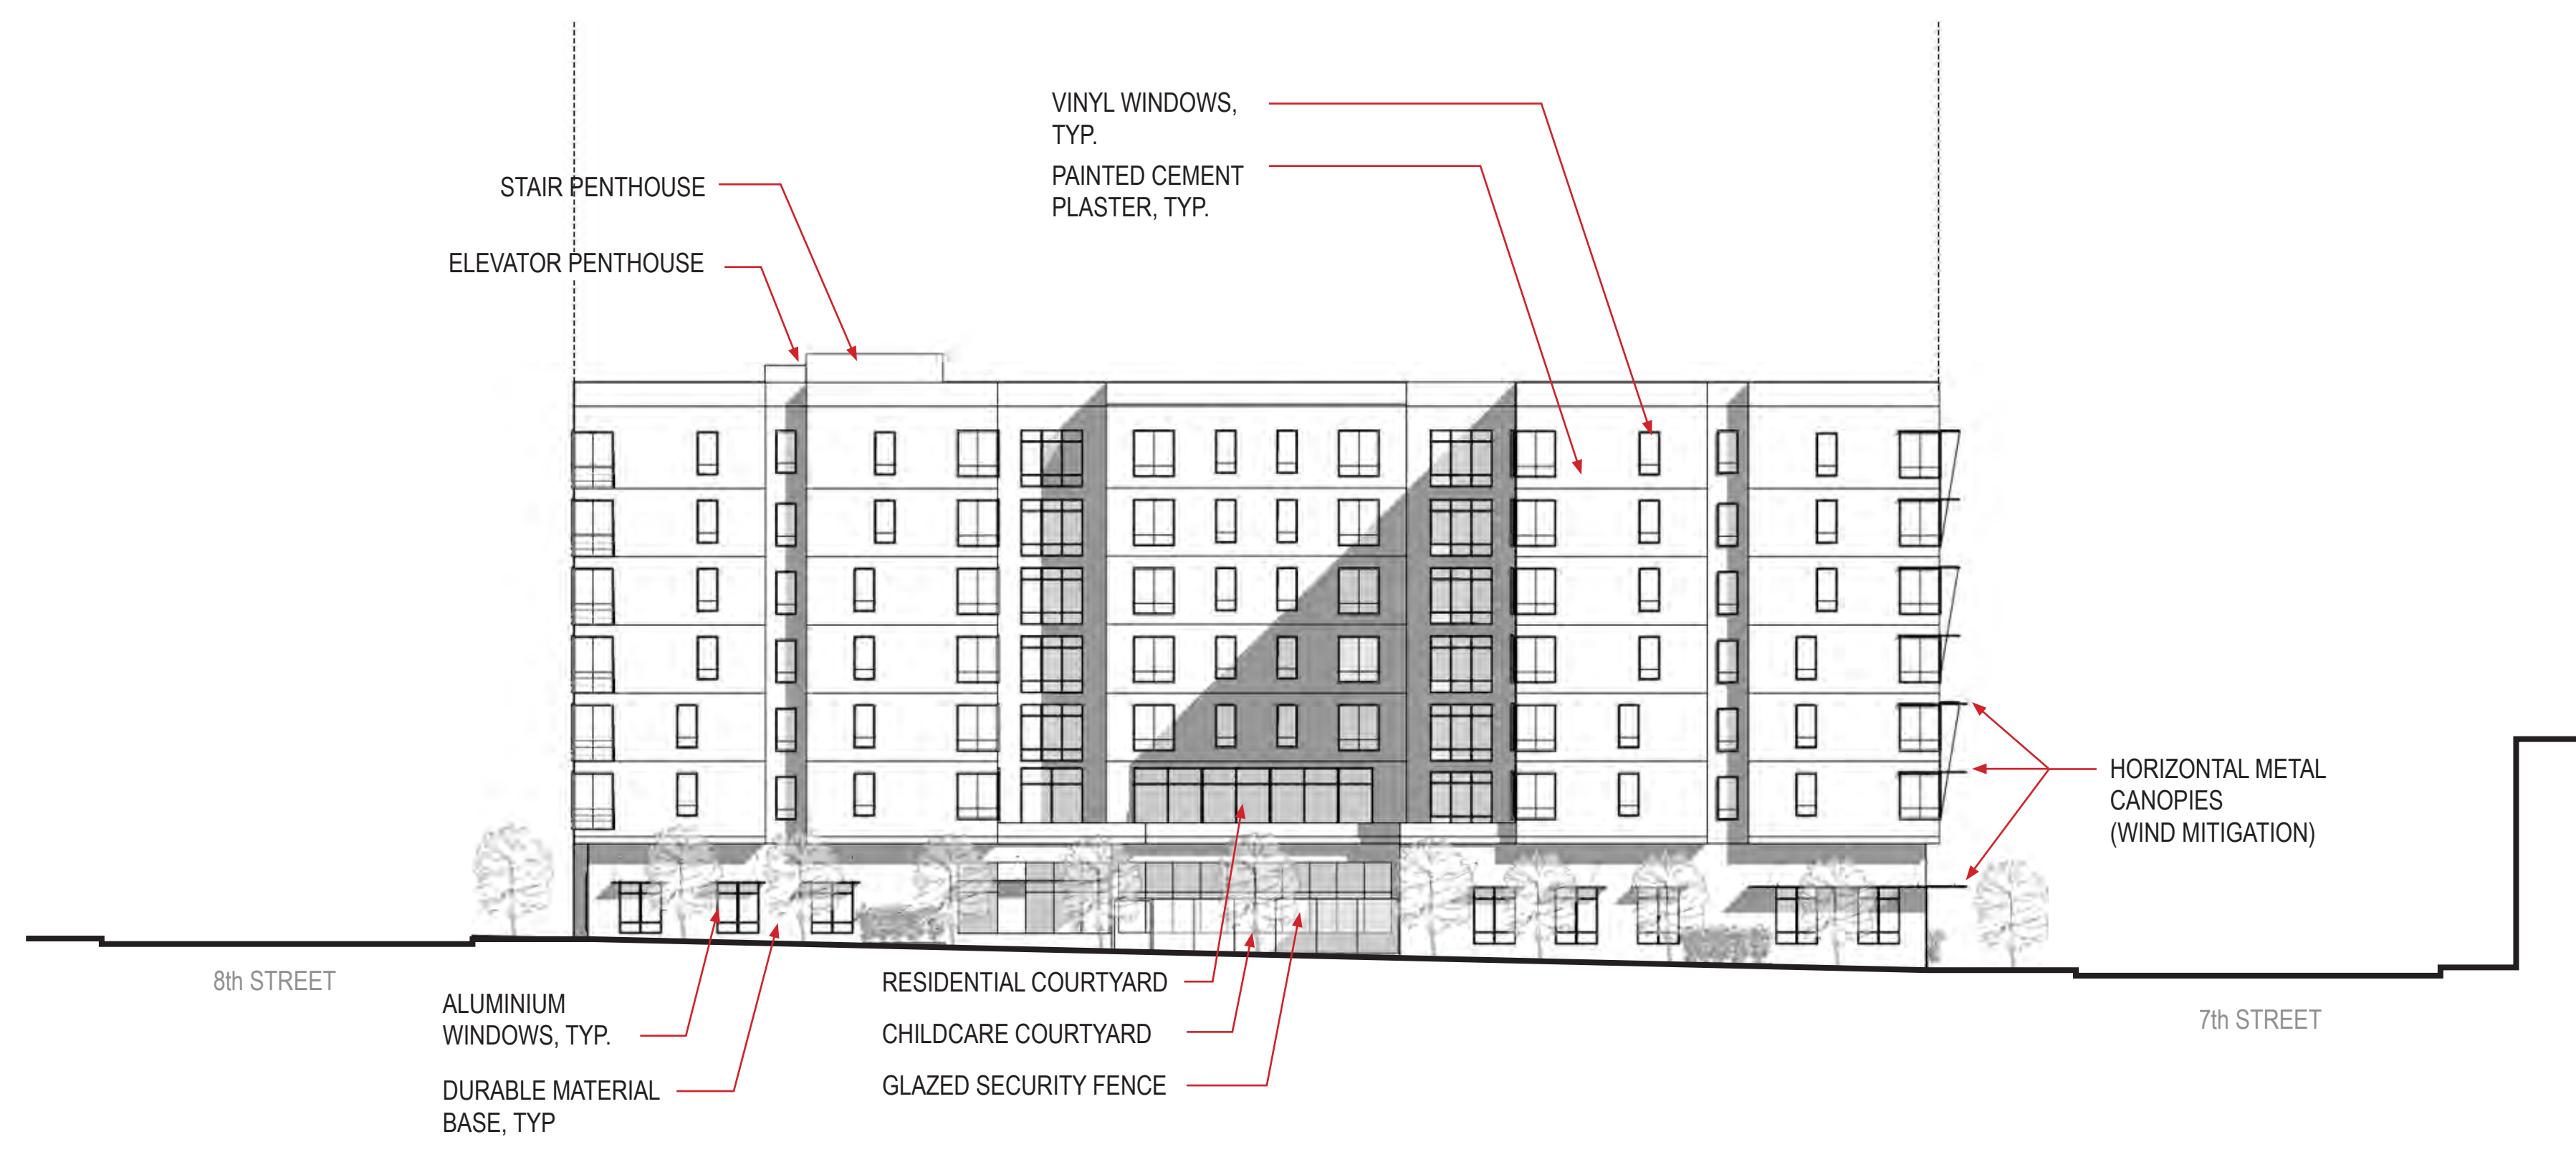 VINYL WINDOWS,
TYP.
PAINTED CEMENT
PLASTER, TYP.
STAIR PENTHOUSE
ELEVATOR PENTHOUSE
HORIZONTAL METAL
CANOPIES
(WIND MITIGATION)
8th STREET
7th STREET
ALUMINIUM
WINDOWS, TYP.
DURABLE MATERIAL
BASE, TYP
RESIDENTIAL COURTYARD
CHILDCARE COURTYARD
GLAZED SECURITY FENCE